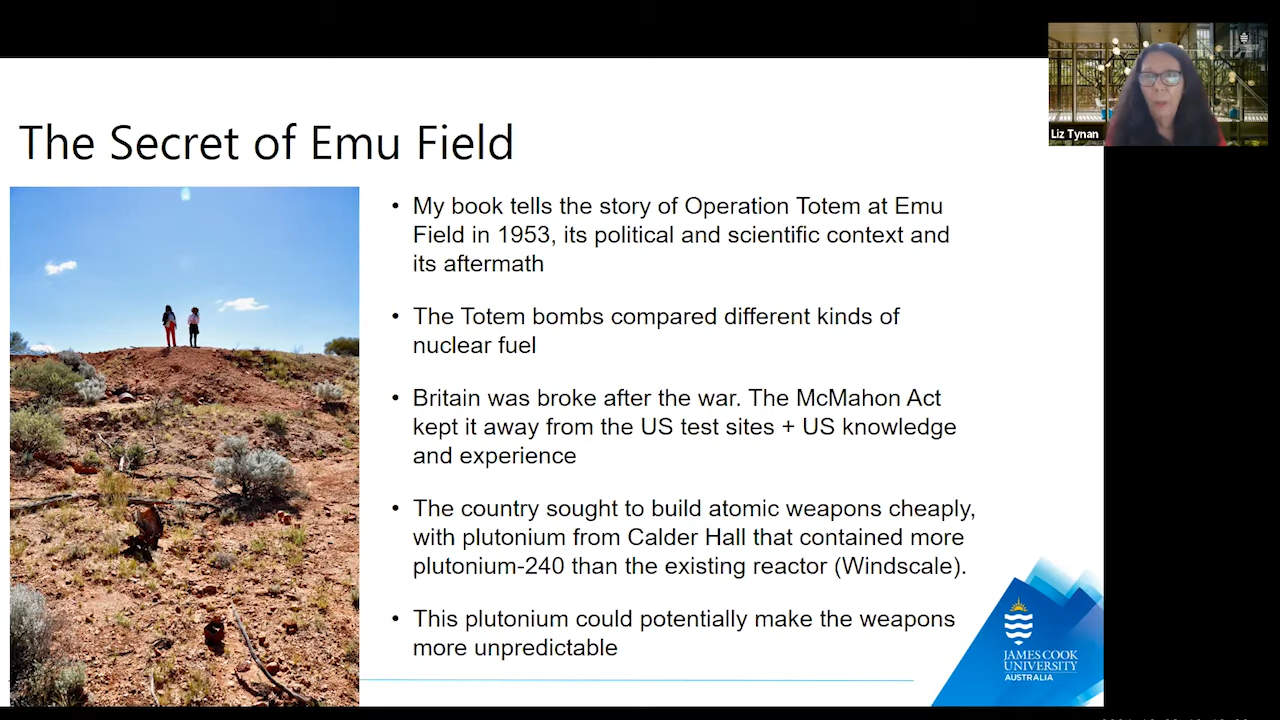 Liz Tynan
The Secret of Emu Field
• My book tells the story of Operation Totem at Emu
Field in 1953, its political and scientific context and
its aftermath
• The Totem bombs compared different kinds of
nuclear fuel
• Britain was broke after the war. The McMahon Act
kept it away from the US test sites + US knowledge
and experience
• The country sought to build atomic weapons cheaply,
with plutonium from Calder Hall that contained more
plutonium-240 than the existing reactor (Windscale).
• This plutonium could potentially make the weapons
more unpredictable
JAMES COOK
UNIVERSITY
AUSTRALIA